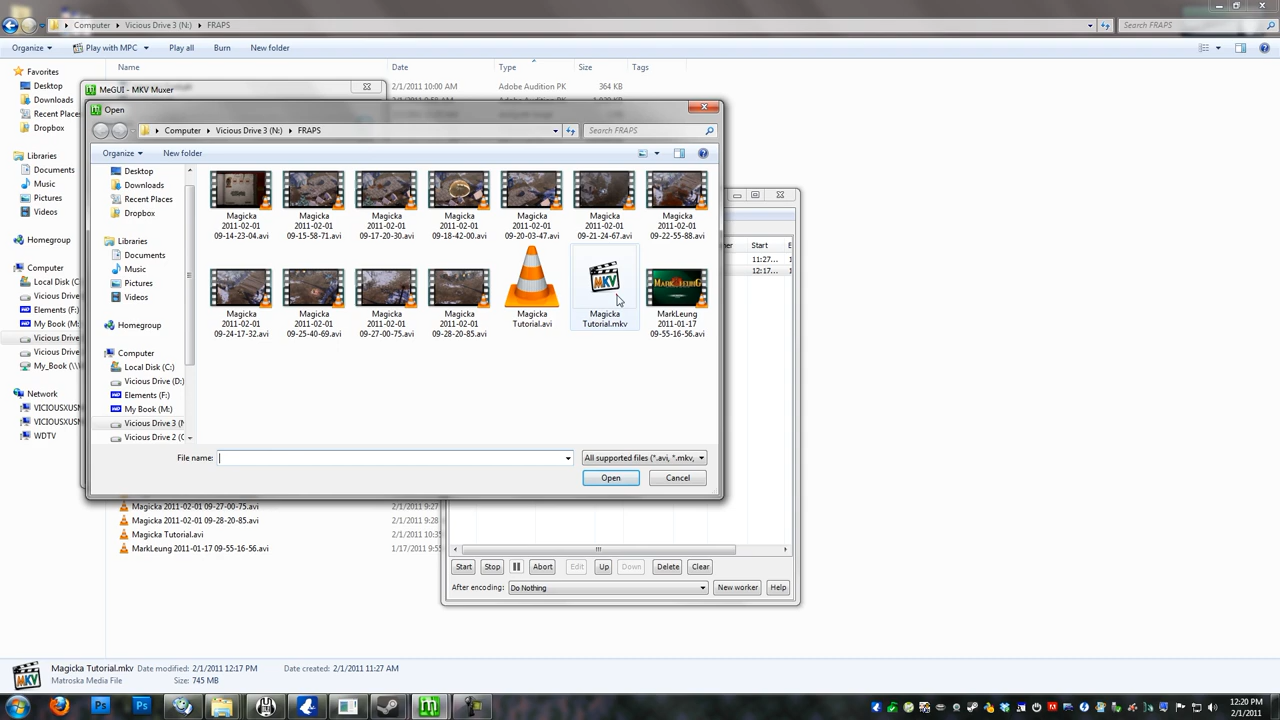 Computer Vicious Drive 3 (N:) FRAPS
Search FRAPS
Organize Play with MPC Play all Burn New folder
Name Date Type Size Tags
Favorites
Desktop
Downloads
Recent Places
Dropbox
Libraries
Documents
Music
Pictures
Videos
Homegroup
Computer
Local Disk (C:
Vicious Drive
Elements (F:)
My Book (M:
Vicious Drive
Vicious Drive
My_Book (\\
Network
VICIOUSXUSN
VICIOUSXUS
WDTV
2/1/2011 10:00 AM Adobe Audition PK 364 KB
MeGUI - MKV Muxer
Open
Computer Vicious Drive 3 (N:) FRAPS
Search FRAPS
Organize New folder
Desktop
Downloads
Recent Places
Dropbox
Libraries
Documents
Music
Pictures
Videos
Homegroup
Computer
Local Disk (C:)
Vicious Drive (D:)
Elements (F:)
My Book (M:)
Vicious Drive 3 (N
Vicious Drive 2 (C
Magicka 2011-02-01 09-14-23-04.avi
Magicka 2011-02-01 09-15-58-71.avi
Magicka 2011-02-01 09-17-20-30.avi
Magicka 2011-02-01 09-18-42-00.avi
Magicka 2011-02-01 09-20-03-47.avi
Magicka 2011-02-01 09-21-24-67.avi
Magicka 2011-02-01 09-22-55-88.avi
Magicka 2011-02-01 09-24-17-32.avi
Magicka 2011-02-01 09-25-40-69.avi
Magicka 2011-02-01 09-27-00-75.avi
Magicka 2011-02-01 09-28-20-85.avi
Magicka Tutorial.avi
MKV
Magicka Tutorial.mkv
MARK LEUNG
MarkLeung 2011-01-17 09-55-16-56.avi
File name:
All supported files (*.avi, *.mkv,
Open Cancel
Start
11:27...
12:17...
Magicka 2011-02-01 09-27-00-75.avi 2/1/2011 9:27
Magicka 2011-02-01 09-28-20-85.avi 2/1/2011 9:28
Magicka Tutorial.avi 2/1/2011 10:35
MarkLeung 2011-01-17 09-55-16-56.avi 1/17/2011 9:55
Start Stop Abort Edit Up Down Delete Clear
After encoding: Do Nothing New worker Help
MKV
Magicka Tutorial.mkv Date modified: 2/1/2011 12:17 PM Date created: 2/1/2011 11:27 AM
Matroska Media File Size: 745 MB
12:20 PM
2/1/2011